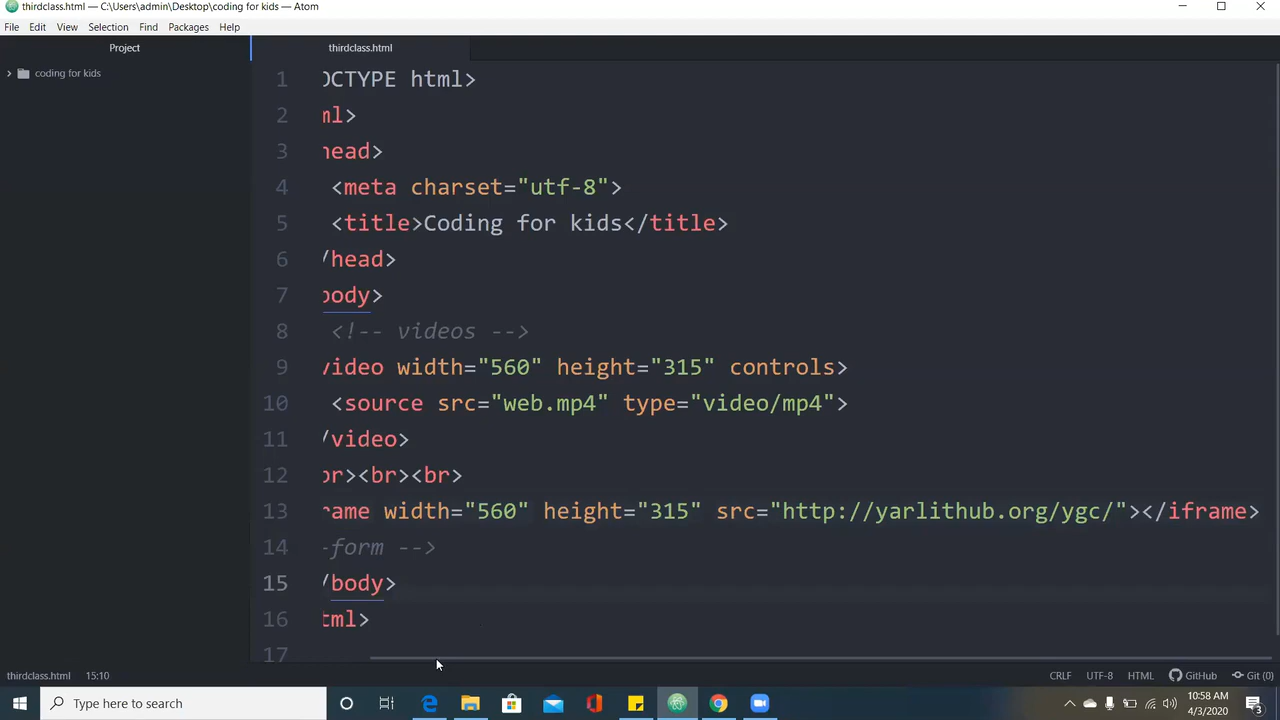 thirdclass.html — C:\Users\admin\Desktop\coding for kids — Atom
File Edit View Selection Find Packages Help
Project
thirdclass.html
coding for kids
1 OCTYPE html>
2 ml>
3 head>
4 <meta charset="utf-8">
5 <title>Coding for kids</title>
6 /head>
7 body>
8 <!-- videos -->
9 video width="560" height="315" controls>
10 <source src="web.mp4" type="video/mp4">
11 /video>
12 br><br><br>
13 rame width="560" height="315" src="http://yarlithub.org/ygc/"></iframe>
14 -form -->
15 /body>
16 tml>
17
thirdclass.html 15:10 CRLF UTF-8 HTML GitHub Git (0)
Type here to search
10:58 AM
4/3/2020
3